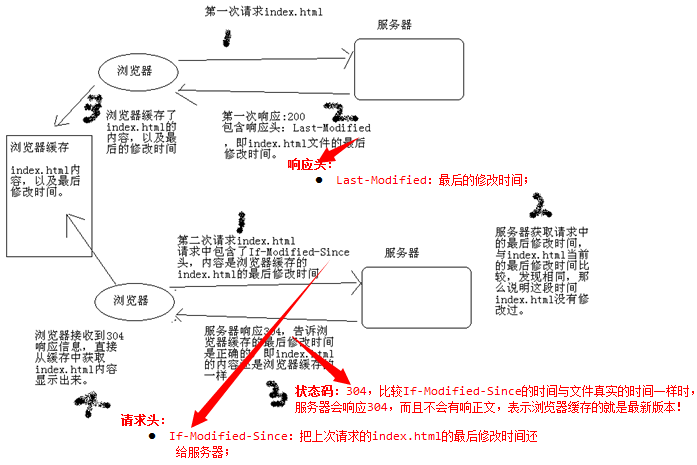 第一次请求index.html
服务器
1
浏览器
3
浏览器缓存了
index.html的
内容，以及最
后的修改时间
第一次响应:200
2
包含响应头：Last-Modified
，即index.html文件的最后
修改时间。
浏览器缓存
index.html内
容，以及最后
修改时间。
响应头：
● Last-Modified：最后的修改时间；
1
第二次请求index.html
请求中包含了If-Modified-Since
头，内容是浏览器缓存的
index.html的最后修改时间
服务器
2
服务器获取请求中
的最后修改时间，
与index.html当前
的最后修改时间比
较，发现相同，那
么说明这段时间
index.html没有修
改过。
浏览器
浏览器接收到304
响应信息，直接
从缓存中获取
index.html内容
显示出来。
4
服务器响应304，告诉浏
览器缓存的最后修改时间
是正确的，即index.html
的内容还是浏览器缓存的
一样
3
状态码：304，比较If-Modified-Since的时间与文件真实的时间一样时，
服务器会响应304，而且不会有响正文，表示浏览器缓存的就是最新版本！
请求头：
● If-Modified-Since：把上次请求的index.html的最后修改时间还
给服务器；